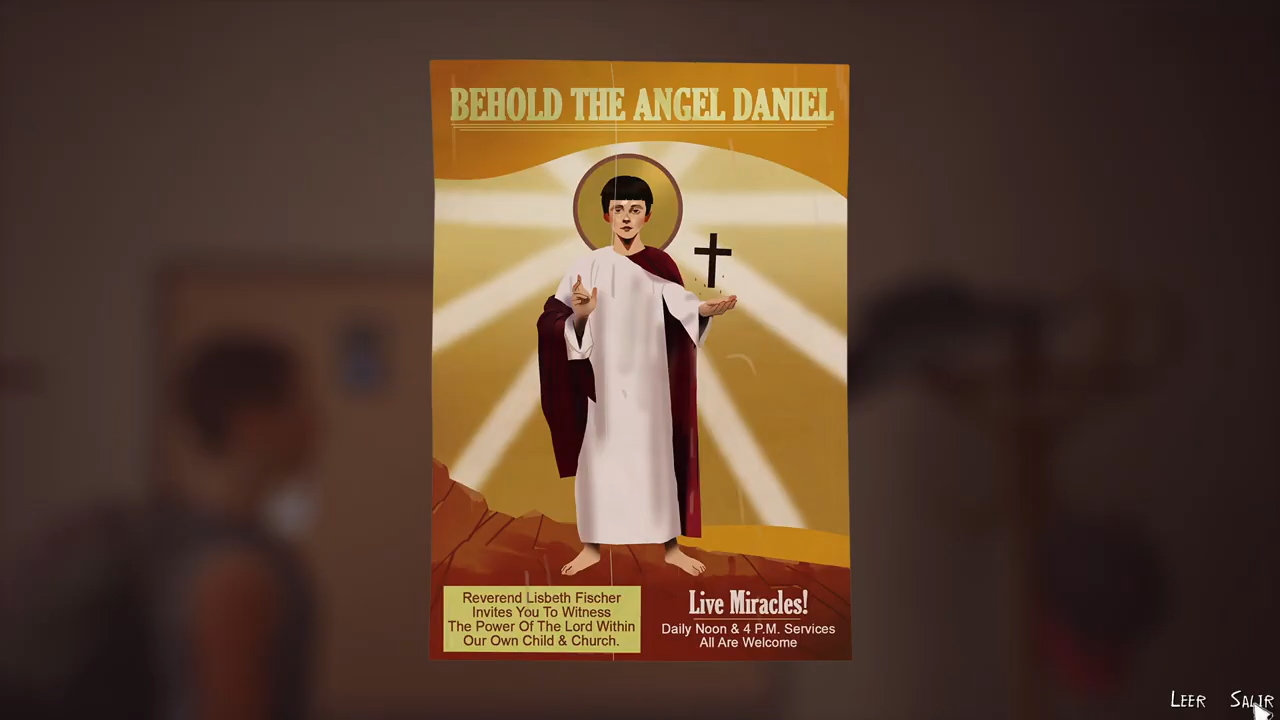 BEHOLD THE ANGEL DANIEL
Reverend Lisbeth Fischer
Invites You To Witness
The Power Of The Lord Within
Our Own Child & Church.
Live Miracles!
Daily Noon & 4 P.M. Services
All Are Welcome
LEER SALIR